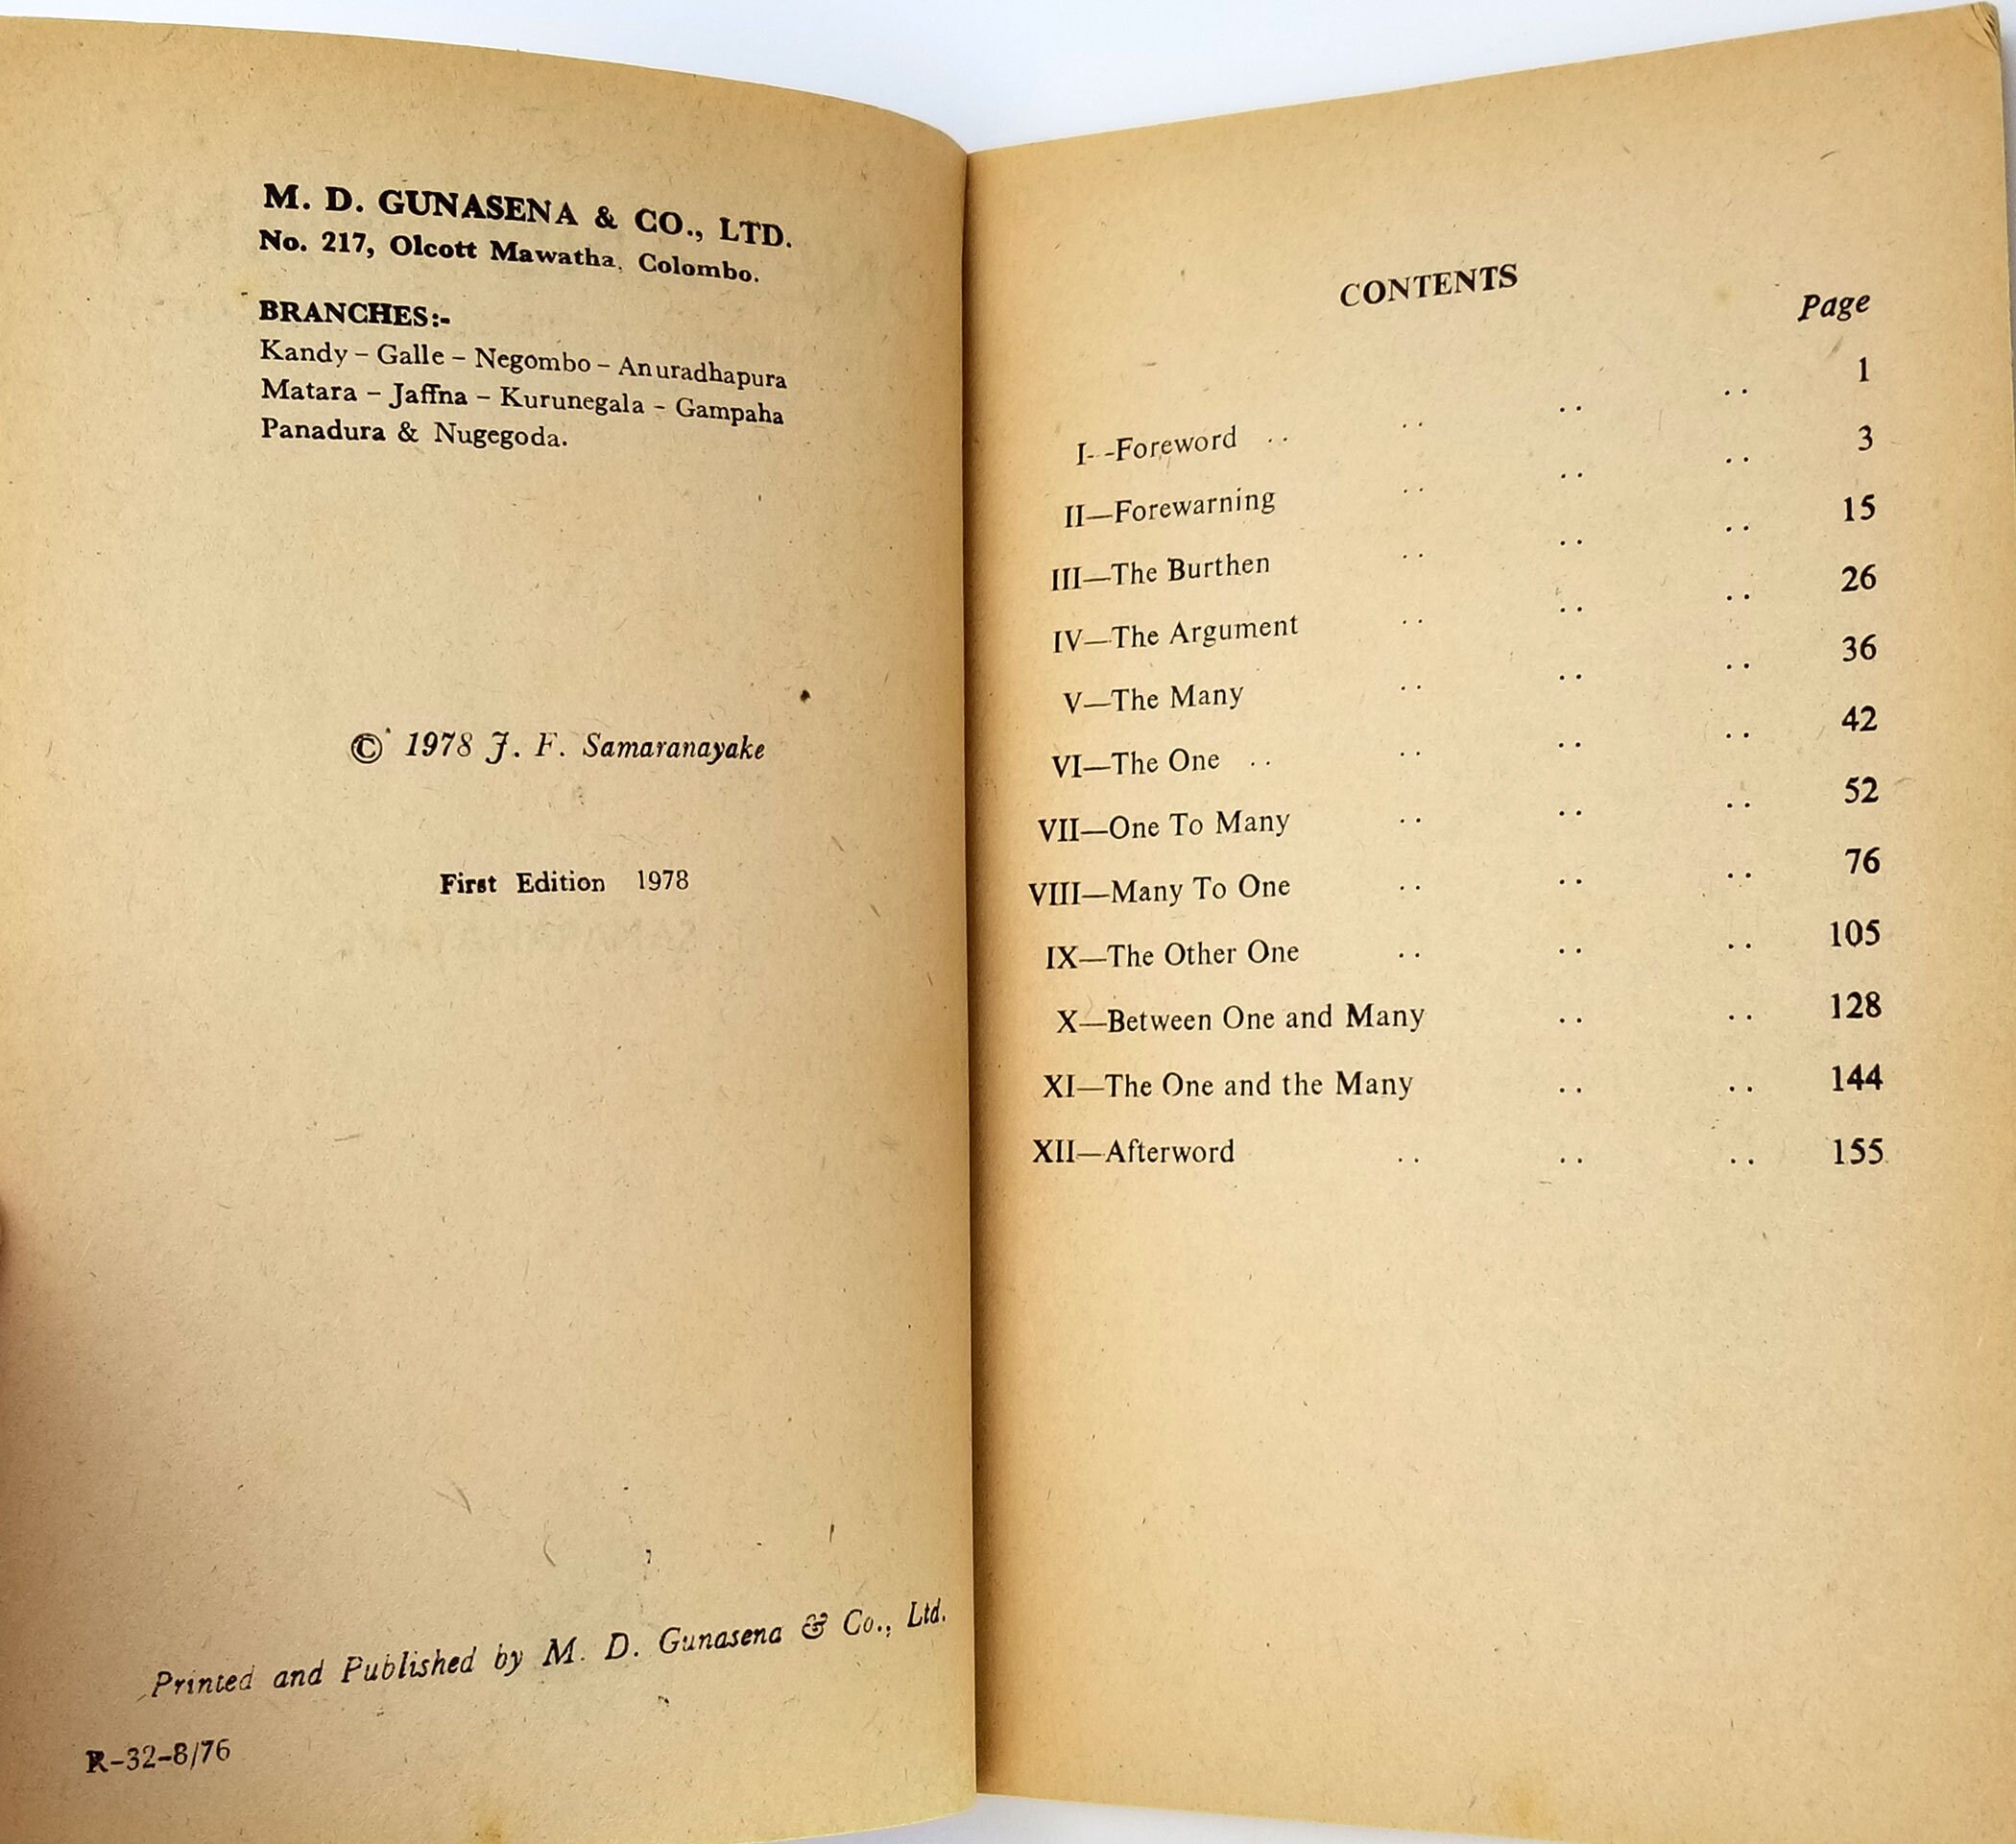 M. D. GUNASENA & CO., LTD.
No. 217, Olcott Mawatha, Colombo.
BRANCHES:-
Kandy – Galle – Negombo – Anuradhapura
Matara – Jaffna – Kurunegala – Gampaha
Panadura & Nugegoda.
© 1978 J. F. Samaranayake
First Edition 1978
Printed and Published by M. D. Gunasena & Co., Ltd.
R–32–8/76
CONTENTS
Page
I--Foreword .. .. .. .. 1
II—Forewarning .. .. .. 3
III—The Burthen .. .. .. 15
IV—The Argument .. .. .. 26
V—The Many .. .. .. 36
VI—The One .. .. .. .. 42
VII—One To Many .. .. .. 52
VIII—Many To One .. .. .. 76
IX—The Other One .. .. .. 105
X—Between One and Many .. .. 128
XI—The One and the Many .. .. 144
XII—Afterword .. .. .. 155